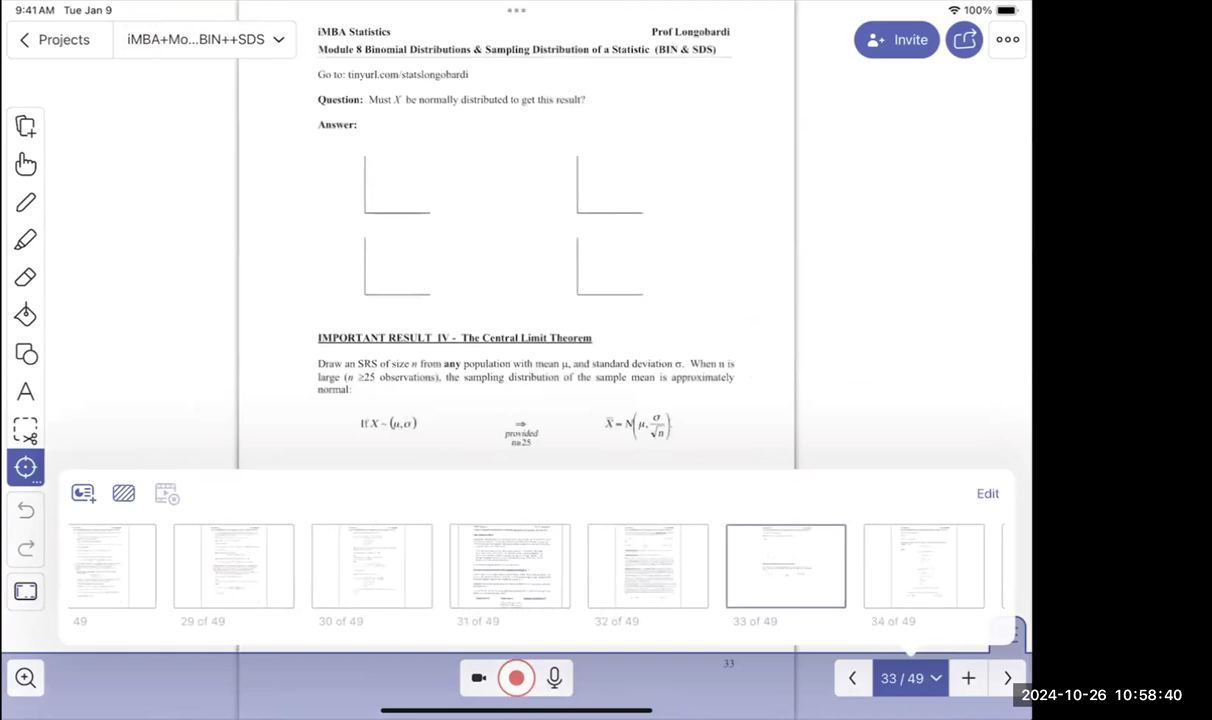 9:41 AM Tue Jan 9
100%
Projects
iMBA+Mo...BIN++SDS
Invite
iMBA Statistics Prof Longobardi
Module 8 Binomial Distributions & Sampling Distribution of a Statistic (BIN & SDS)
Go to: tinyurl.com/statslongobardi
Question: Must X be normally distributed to get this result?
Answer:
IMPORTANT RESULT IV - The Central Limit Theorem
Draw an SRS of size n from any population with mean μ, and standard deviation σ. When n is
large (n ≥25 observations), the sampling distribution of the sample mean is approximately
normal:
If X ~ (μ,σ) ⇒ provided n≥25 X̄ ~ N(μ, σ/√n).
Edit
49
29 of 49
30 of 49
31 of 49
32 of 49
33 of 49
34 of 49
33
33 / 49
2024-10-26 10:58:40